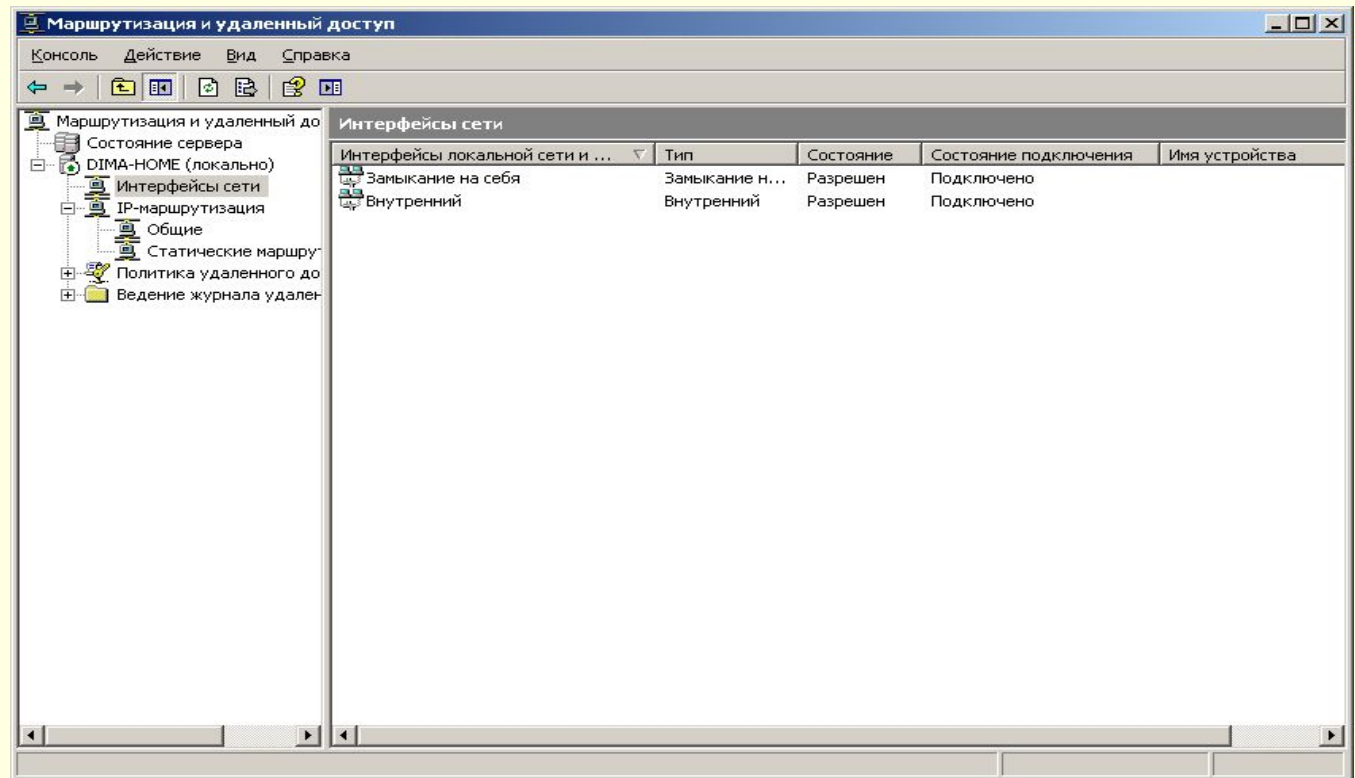 Маршрутизация и удаленный доступ
Консоль Действие Вид Справка
Маршрутизация и удаленный до
Состояние сервера
DIMA-HOME (локально)
Интерфейсы сети
IP-маршрутизация
Общие
Статические маршру
Политика удаленного до
Ведение журнала удален
Интерфейсы сети
Интерфейсы локальной сети и ... Тип Состояние Состояние подключения Имя устройства
Замыкание на себя Замыкание н... Разрешен Подключено
Внутренний Внутренний Разрешен Подключено